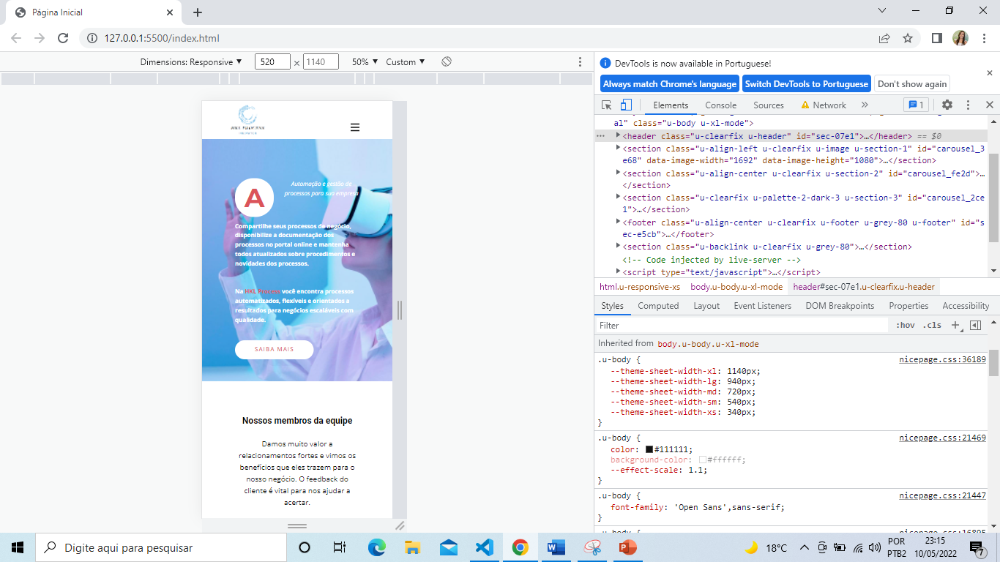 Página Inicial
127.0.0.1:5500/index.html
Dimensions: Responsive
520
×
1140
50%
Custom
DevTools is now available in Portuguese!
Always match Chrome's language
Switch DevTools to Portuguese
Don't show again
Elements
Console
Sources
Network
1
al" class="u-body u-xl-mode">
<header class="u-clearfix u-header" id="sec-07e1">…</header> == $0
<section class="u-align-left u-clearfix u-image u-section-1" id="carousel_3
e68" data-image-width="1692" data-image-height="1080">…</section>
<section class="u-align-center u-clearfix u-section-2" id="carousel_fe2d">…
</section>
<section class="u-clearfix u-palette-2-dark-3 u-section-3" id="carousel_2ce
1">…</section>
<footer class="u-align-center u-clearfix u-footer u-grey-80 u-footer" id="s
ec-e5cb">…</footer>
<section class="u-backlink u-clearfix u-grey-80">…</section>
<!-- Code injected by live-server -->
<script type="text/javascript">…</script>
html.u-responsive-xs
body.u-body.u-xl-mode
header#sec-07e1.u-clearfix.u-header
Styles
Computed
Layout
Event Listeners
DOM Breakpoints
Properties
Accessibility
Filter
:hov
.cls
Inherited from body.u-body.u-xl-mode
.u-body {
nicepage.css:36189
--theme-sheet-width-xl: 1140px;
--theme-sheet-width-lg: 940px;
--theme-sheet-width-md: 720px;
--theme-sheet-width-sm: 540px;
--theme-sheet-width-xs: 340px;
}
.u-body {
nicepage.css:21469
color: #111111;
background-color: #ffffff;
--effect-scale: 1.1;
}
.u-body {
nicepage.css:21447
font-family: 'Open Sans',sans-serif;
}
A
Automação e gestão de
processos para sua empresa
Compartilhe seus processos de negócio,
disponibilize a documentação dos
processos no portal online e mantenha
todos atualizados sobre procedimentos e
novidades dos processos.
Na HKL Process você encontra processos
automatizados, flexíveis e orientados a
resultados para negócios escaláveis com
qualidade.
SAIBA MAIS
Nossos membros da equipe
Damos muito valor a
relacionamentos fortes e vimos os
benefícios que eles trazem para o
nosso negócio. O feedback do
cliente é vital para nos ajudar a
acertar.
Digite aqui para pesquisar
18°C
POR
PTB2
23:15
10/05/2022
7